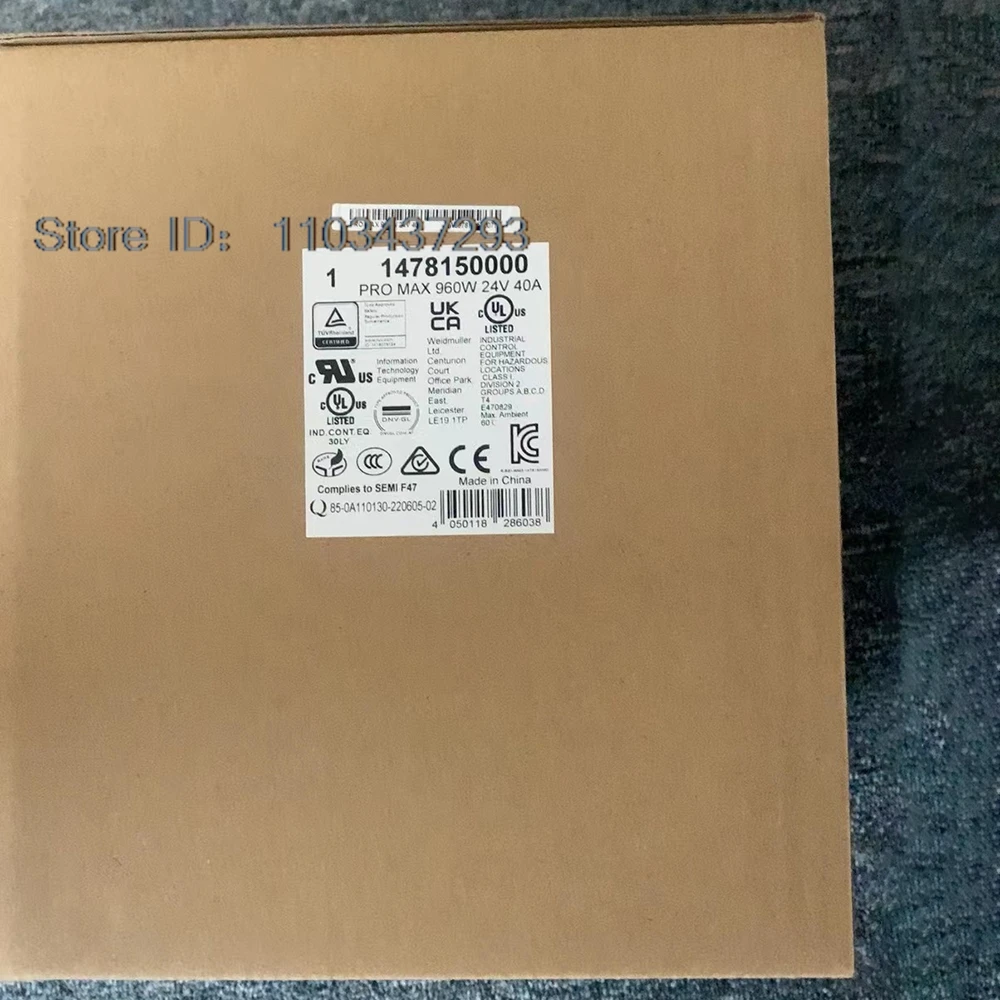 Store ID: 1103437293
1
1478150000
PRO MAX 960W 24V 40A
TÜVRheinland
CERTIFIED
UK
CA
Weidmuller
Ltd.
Centurion
Court
Office Park,
Meridian
East,
Leicester
LE19 1TP
C UL US
LISTED
INDUSTRIAL
CONTROL
EQUIPMENT
FOR HAZARDOUS
LOCATIONS
CLASS I,
DIVISION 2
GROUPS A,B,C,D
T4
E470829
Max. Ambient
C US
Information
Technology
Equipment
C UL US
LISTED
IND.CONT.EQ.
30LY
DNV·GL
CCC
CE
Complies to SEMI F47
Made in China
Q 85-0A110130-220605-02
4 050118 286038